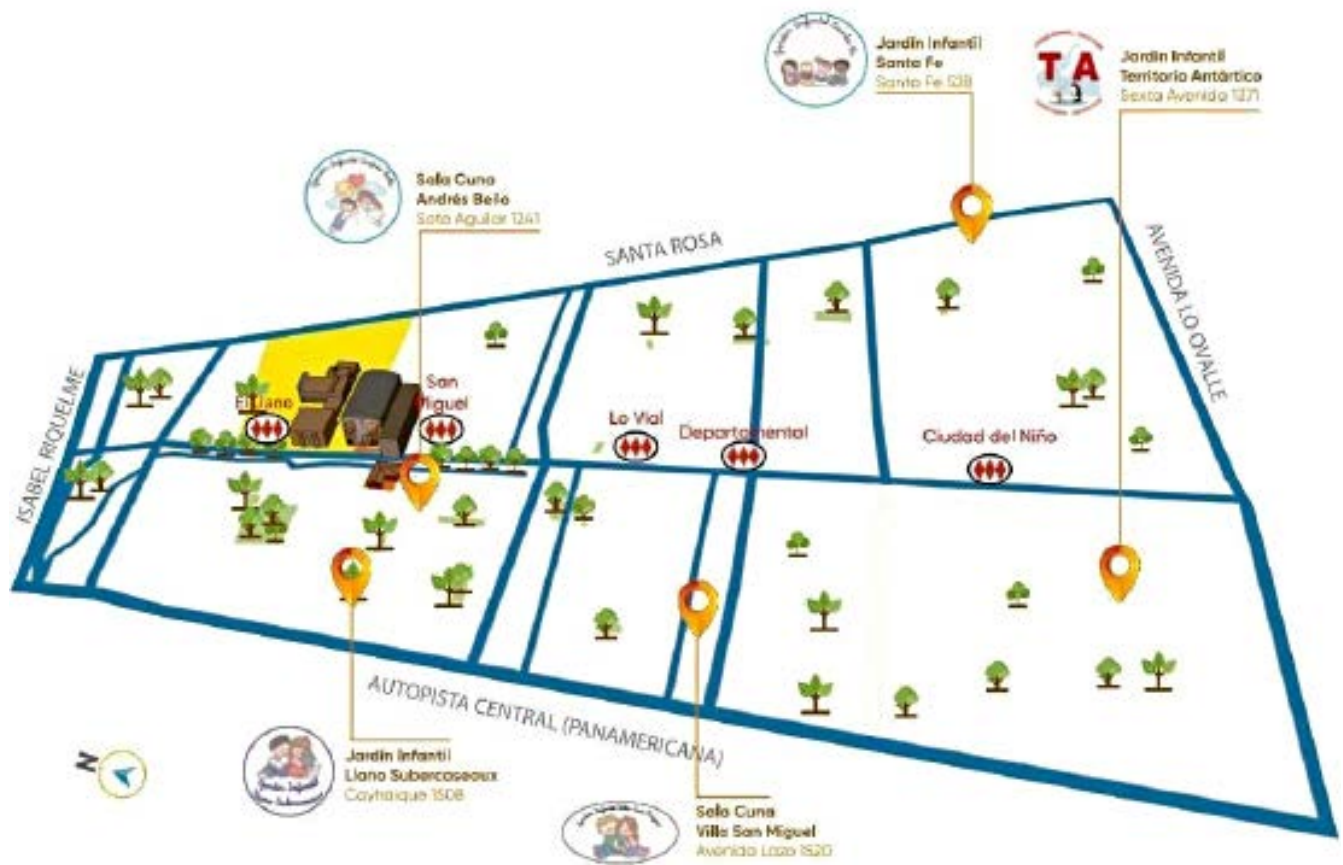 Jardín Infantil
Santa Fe
Santa Fe 528
T A
Jardín Infantil
Territorio Antártico
Sexta Avenida 1271
Sala Cuna
Andrés Bello
Soto Aguilar 1241
SANTA ROSA
AVENIDA LO OVALLE
ISABEL RIQUELME
El Llano
San
Miguel
Lo Vial
Departamental
Ciudad del Niño
AUTOPISTA CENTRAL (PANAMERICANA)
N
Jardín Infantil
Llano Subercaseaux
Coyhaique 1508
Sala Cuna
Villa San Miguel
Avenida Lazo 1520